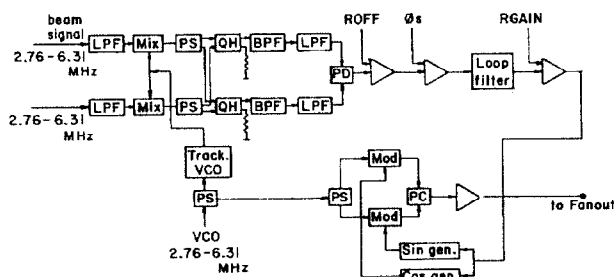 beam
signal
2.76-6.31
MHz
LPF Mix PS QH BPF LPF
PD
ROFF Øs RGAIN
Loop
filter
LPF Mix PS QH BPF LPF
2.76-6.31
MHz
Track.
VCO
PS
VCO
2.76-6.31
MHz
PS
Mod
Mod
PC
to Fanout
Sin gen.
Cos gen.